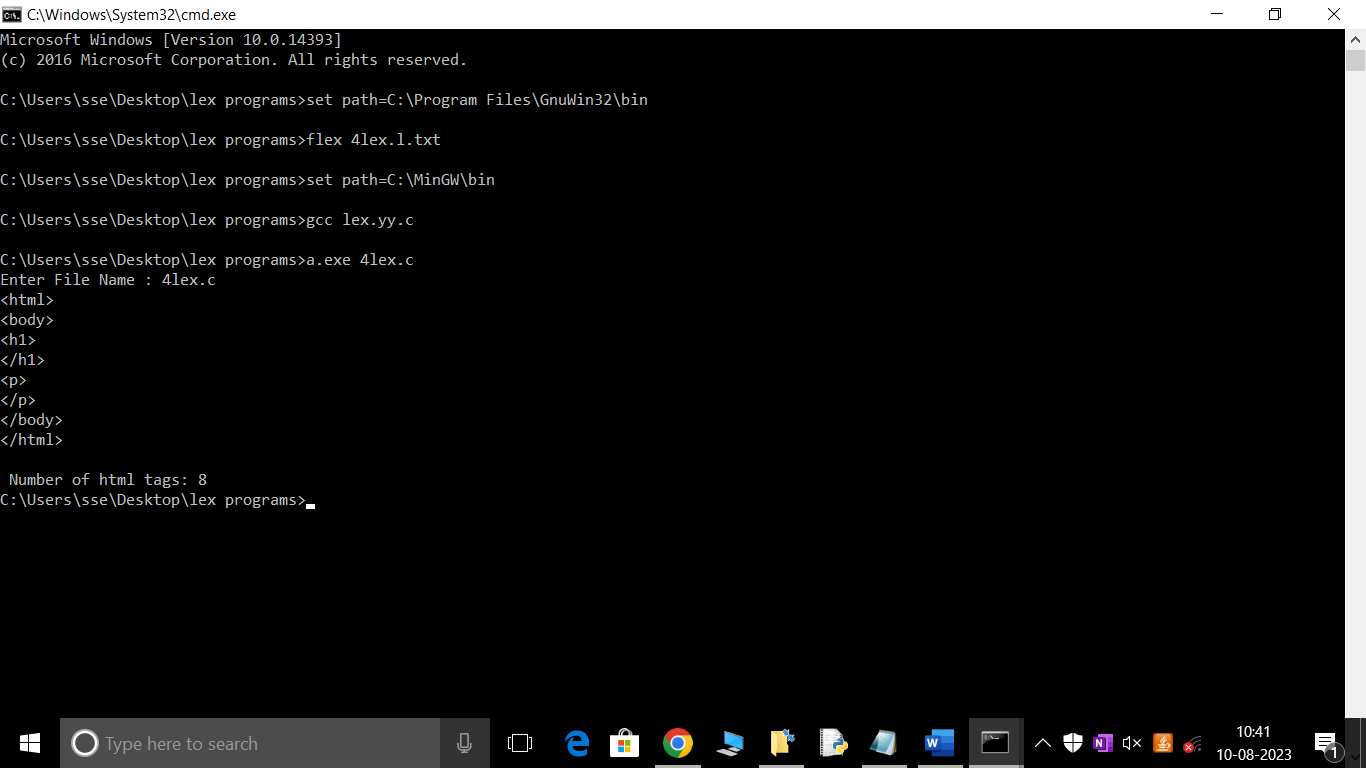 C:\Windows\System32\cmd.exe
Microsoft Windows [Version 10.0.14393]
(c) 2016 Microsoft Corporation. All rights reserved.
C:\Users\sse\Desktop\lex programs>set path=C:\Program Files\GnuWin32\bin
C:\Users\sse\Desktop\lex programs>flex 4lex.l.txt
C:\Users\sse\Desktop\lex programs>set path=C:\MinGW\bin
C:\Users\sse\Desktop\lex programs>gcc lex.yy.c
C:\Users\sse\Desktop\lex programs>a.exe 4lex.c
Enter File Name : 4lex.c
<html>
<body>
<h1>
</h1>
<p>
</p>
</body>
</html>
Number of html tags: 8
C:\Users\sse\Desktop\lex programs>
Type here to search
10:41
10-08-2023
1